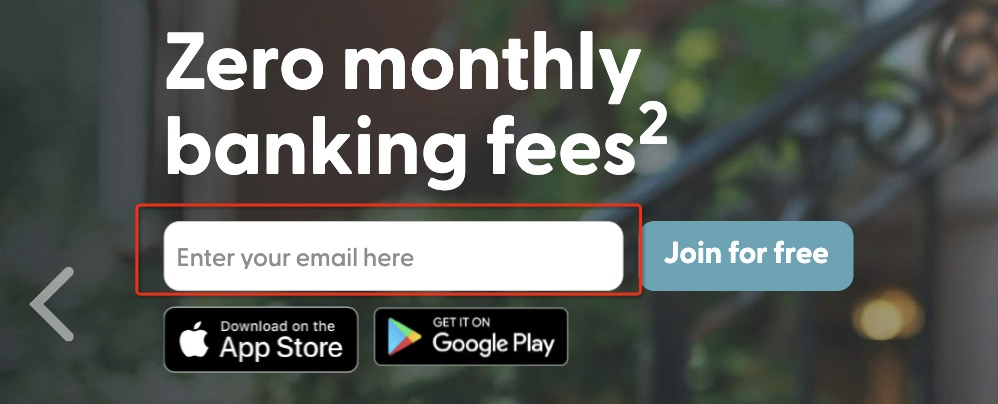 Zero monthly
banking fees²
Enter your email here
Join for free
Download on the
App Store
GET IT ON
Google Play